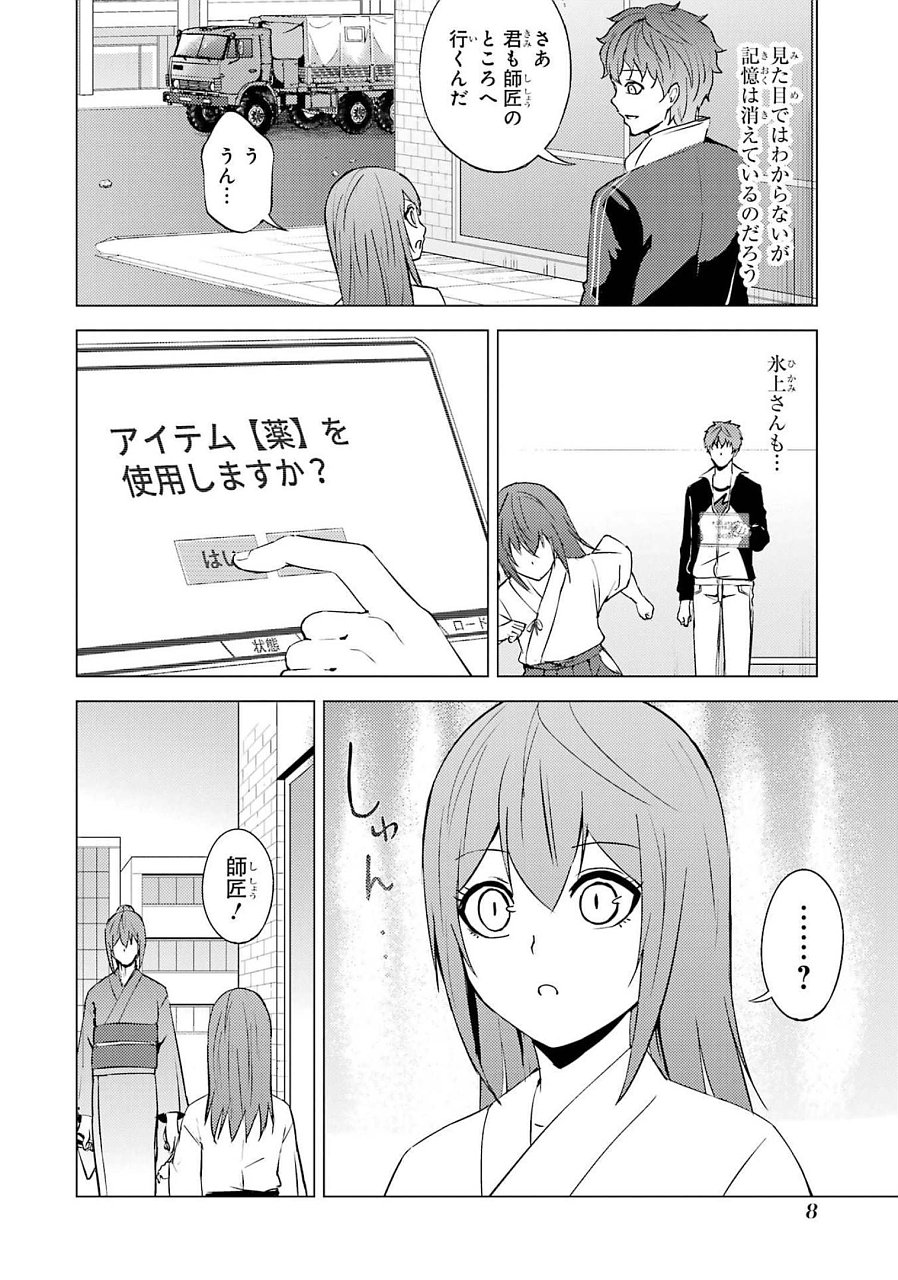 見た目ではわからないが
記憶は消えているのだろう
さあ
君も師匠の
ところへ
行くんだ
う
うん…
氷上さんも…
アイテム【薬】を
使用しますか?
はい
状態
ロード
………?
しゅん
師匠!
8